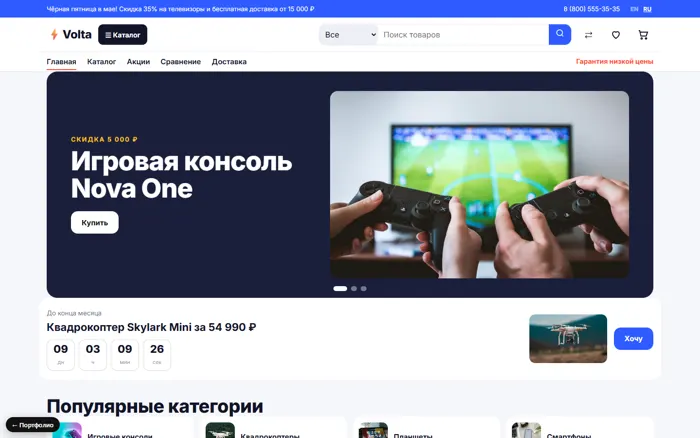 Чёрная пятница в мае! Скидка 35% на телевизоры и бесплатная доставка от 15 000 ₽
8 (800) 555-35-35 EN RU
Volta
☰ Каталог
Все
Поиск товаров
Главная Каталог Акции Сравнение Доставка
Гарантия низкой цены
СКИДКА 5 000 ₽
Игровая консоль
Nova One
Купить
До конца месяца
Квадрокоптер Skylark Mini за 54 990 ₽
09 03 09 26
дн ч мин сек
Хочу
Популярные категории
← Портфолио
Игровые консоли
Квадрокоптеры
Планшеты
Смартфоны